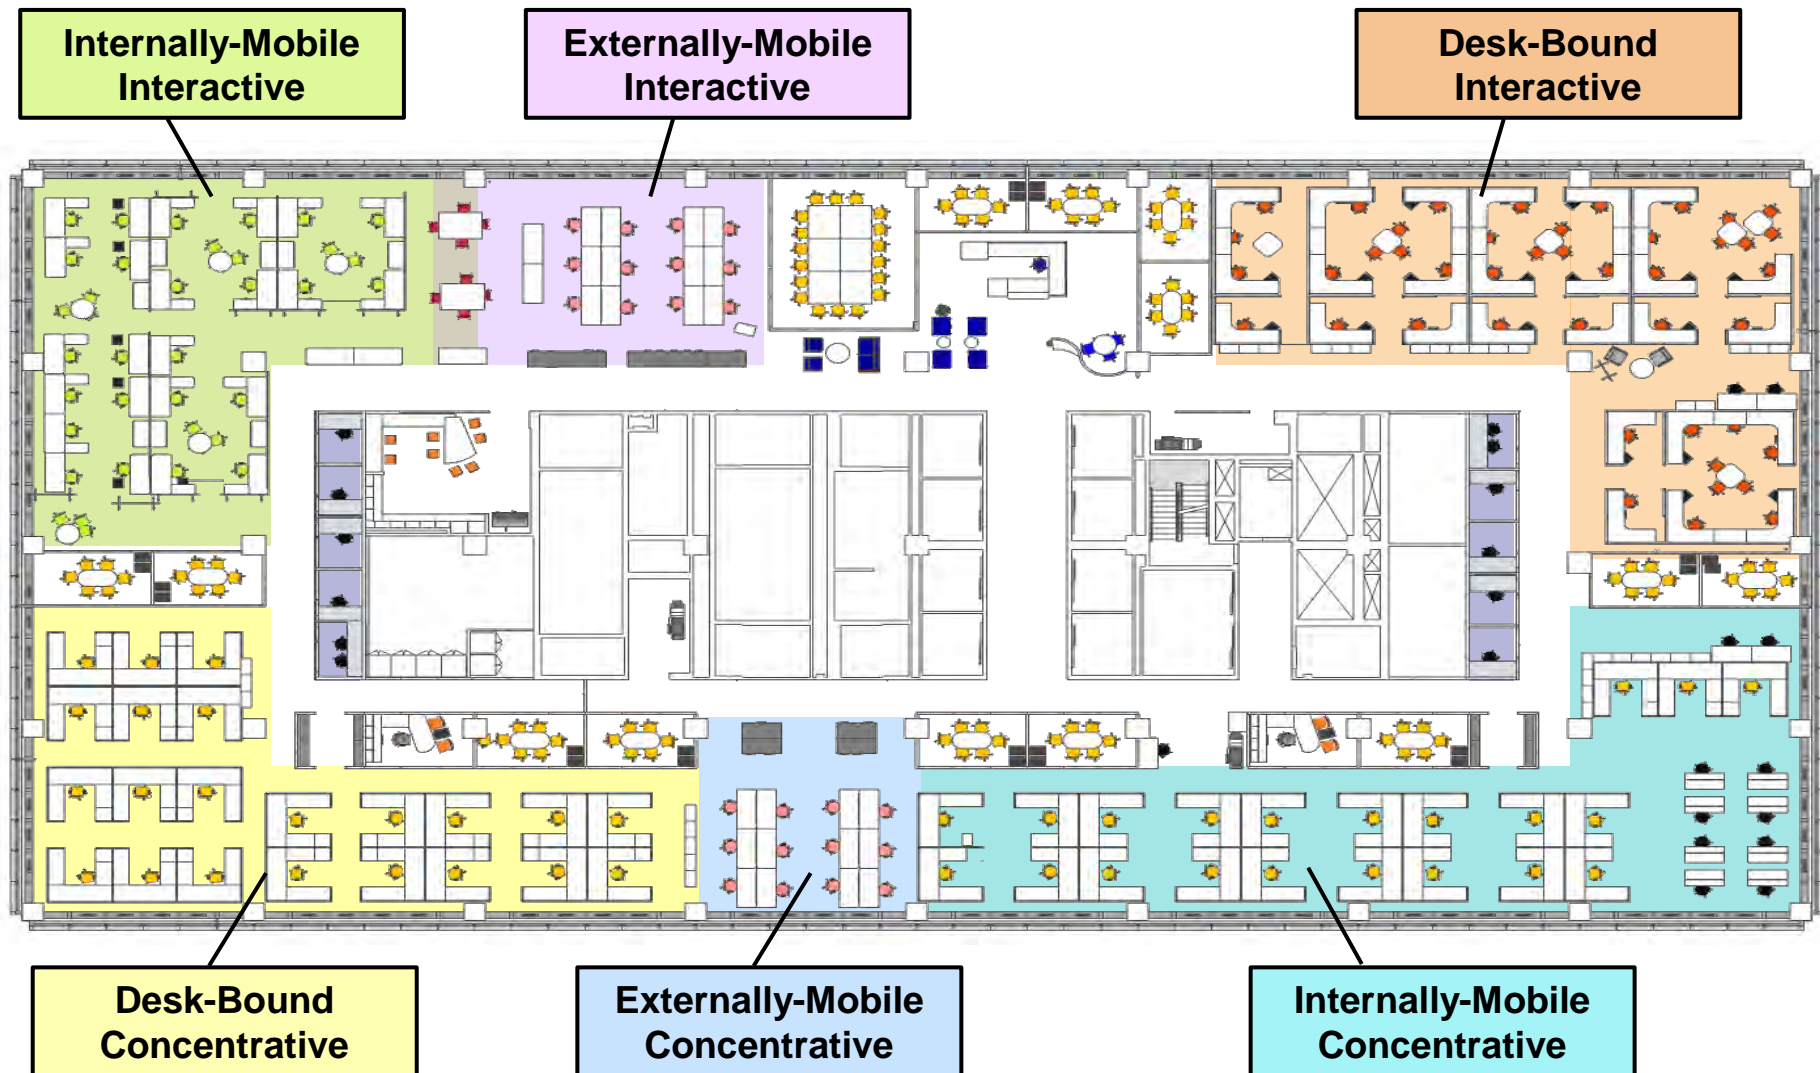 Internally-Mobile
Interactive
Externally-Mobile
Interactive
Desk-Bound
Interactive
Desk-Bound
Concentrative
Externally-Mobile
Concentrative
Internally-Mobile
Concentrative